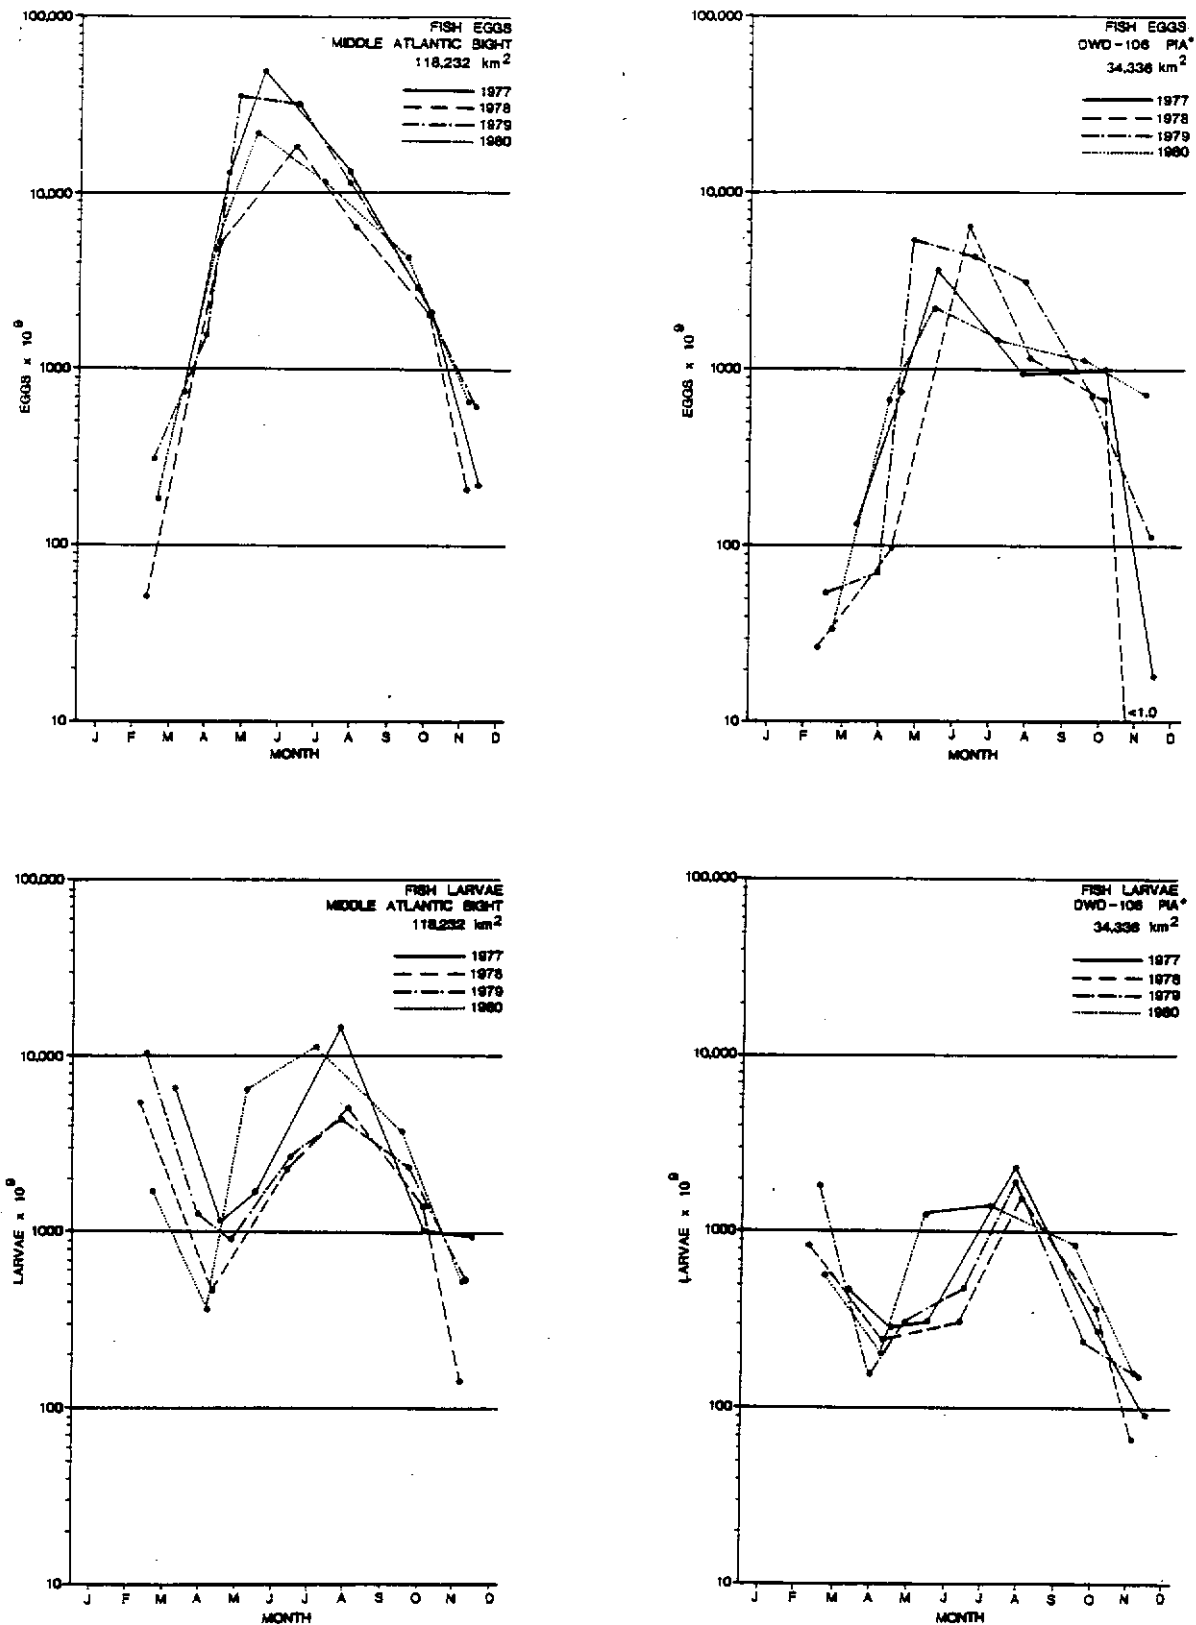 100,000
FISH EGGS
MIDDLE ATLANTIC BIGHT
118,232 km2
1977
1978
1979
1980
10,000
EGGS x 10 9
1000
100
10
J F M A M J J A S O N D
MONTH
100,000
FISH EGGS
DWD-106 PIA*
34,336 km2
1977
1978
1979
1980
10,000
EGGS x 10 9
1000
100
10
<1.0
J F M A M J J A S O N D
MONTH
100,000
FISH LARVAE
MIDDLE ATLANTIC BIGHT
118,232 km2
1977
1978
1979
1980
10,000
LARVAE x 10 9
1000
100
10
J F M A M J J A S O N D
MONTH
100,000
FISH LARVAE
DWD-106 PIA*
34,336 km2
1977
1978
1979
1980
10,000
LARVAE x 10 9
1000
100
10
J F M A M J J A S O N D
MONTH